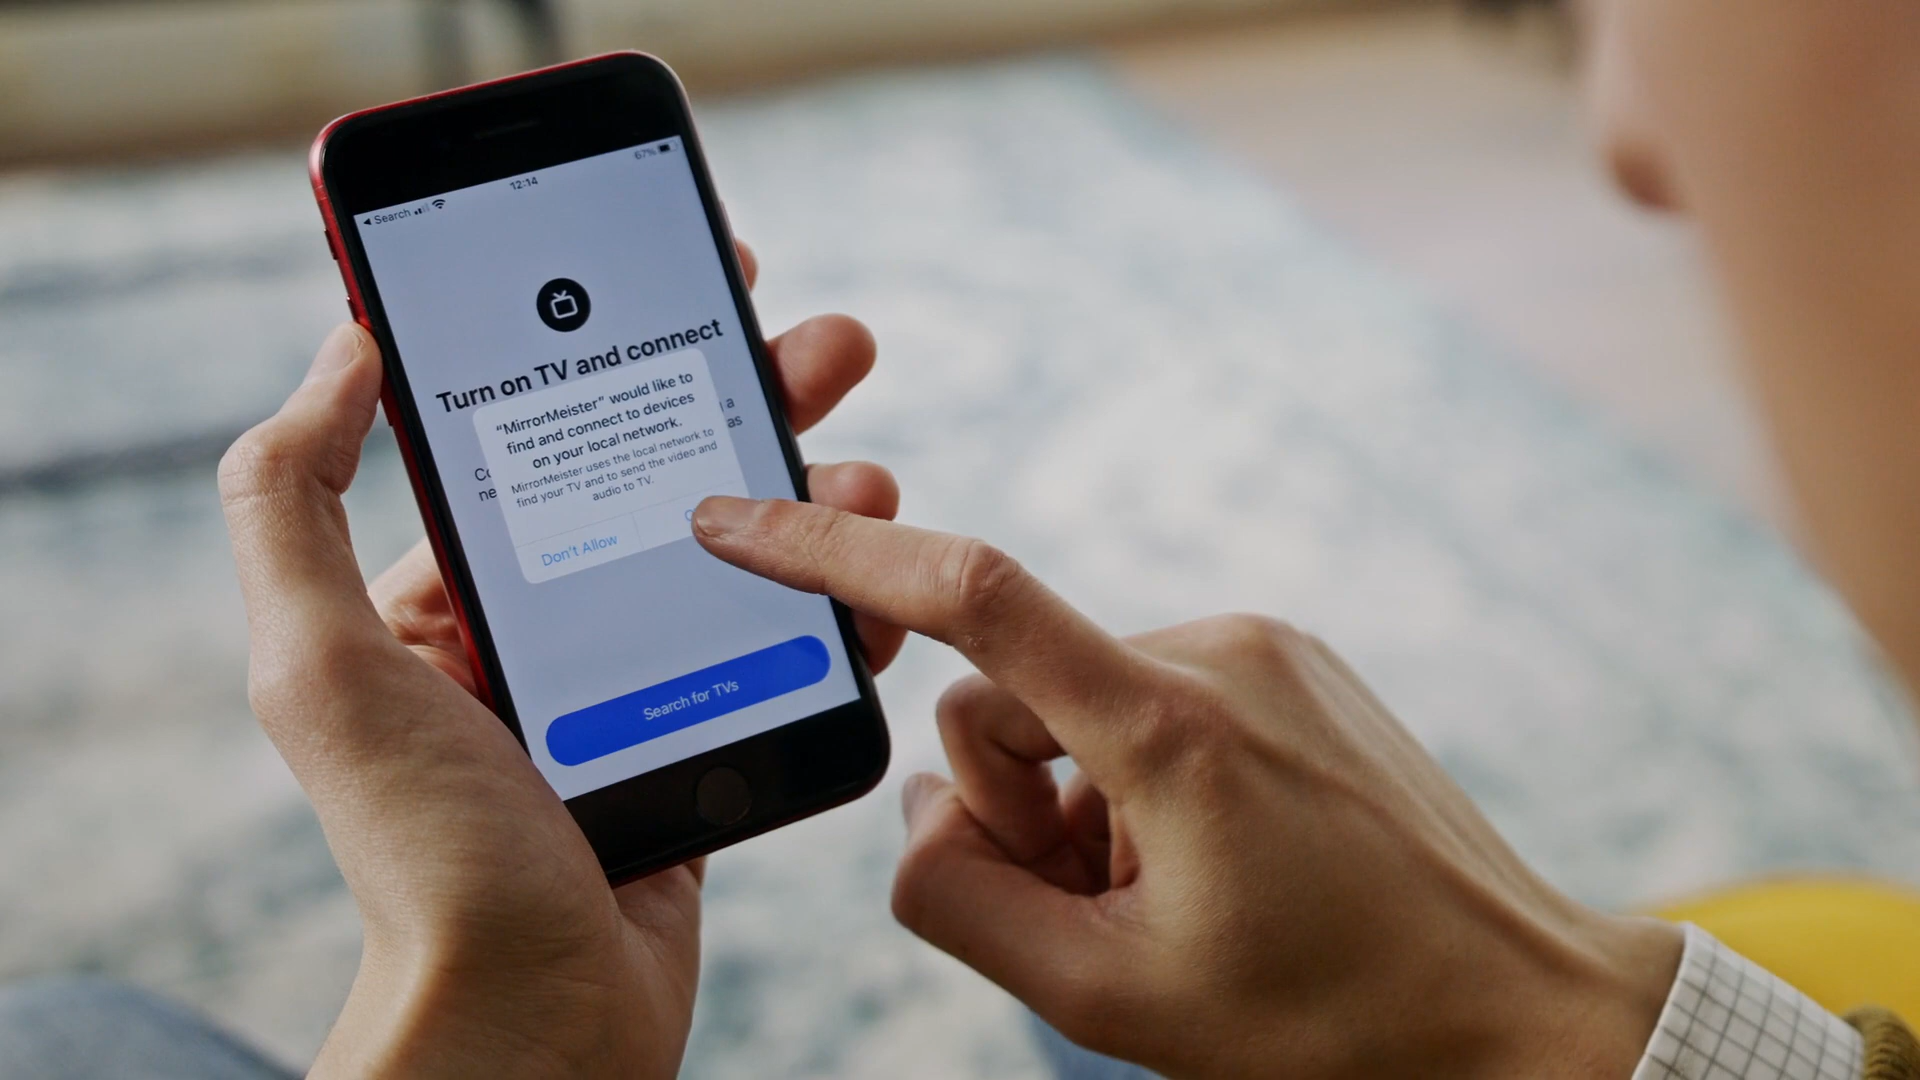 Search
12:14
67%
Turn on TV and connect
"MirrorMeister" would like to
find and connect to devices
on your local network.
MirrorMeister uses the local network to
find your TV and to send the video and
audio to TV.
a
as
Don't Allow
Search for TVs